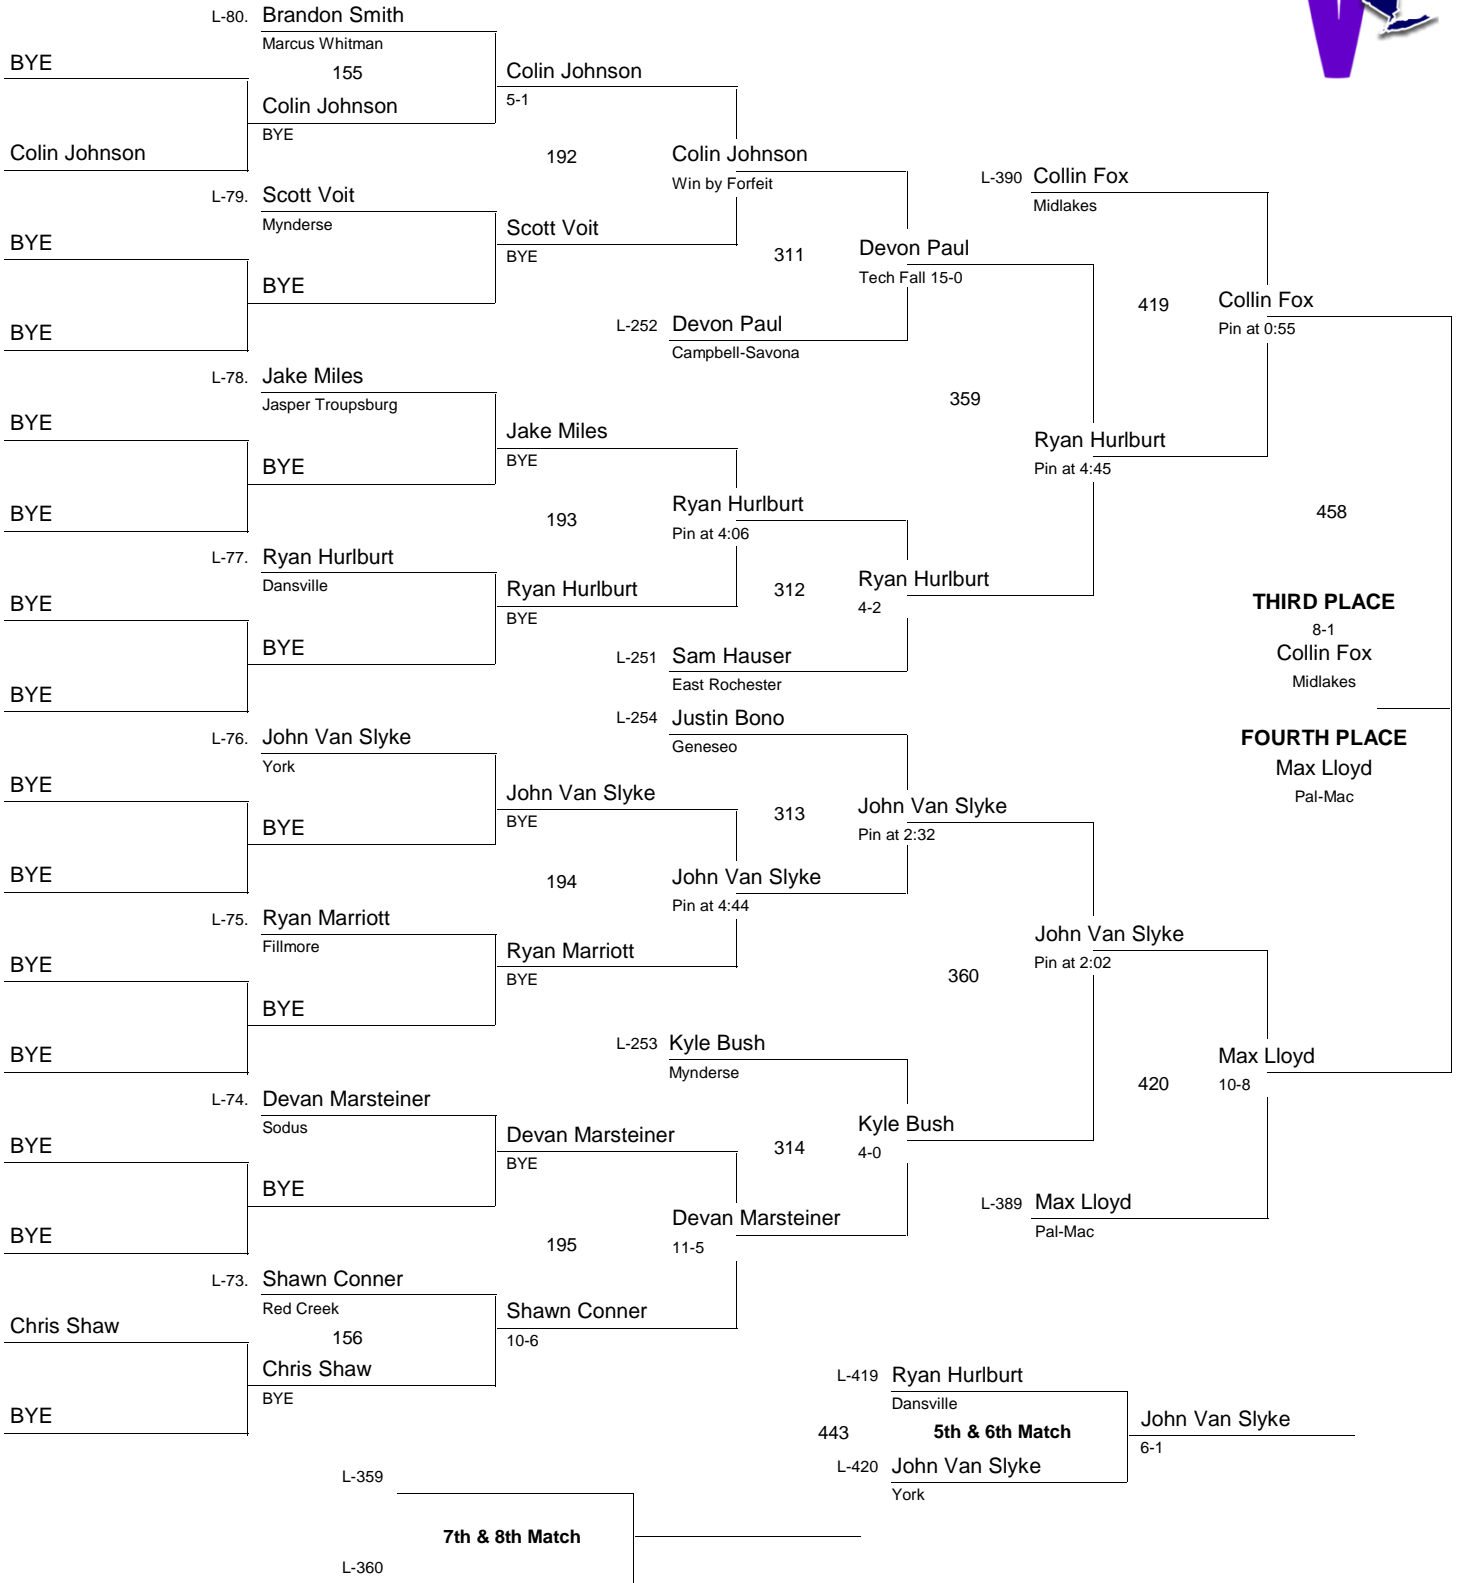 L-80. Brandon Smith
Marcus Whitman
BYE
155
Colin Johnson
5-1
Colin Johnson
BYE
Colin Johnson
192
Colin Johnson
Win by Forfeit
L-390 Collin Fox
Midlakes
L-79. Scott Voit
Mynderse
Scott Voit
BYE
BYE
311
Devon Paul
Tech Fall 15-0
BYE
419
Collin Fox
Pin at 0:55
BYE
L-252 Devon Paul
Campbell-Savona
L-78. Jake Miles
Jasper Troupsburg
359
BYE
Jake Miles
BYE
Ryan Hurlburt
Pin at 4:45
BYE
BYE
193
Ryan Hurlburt
Pin at 4:06
458
L-77. Ryan Hurlburt
Dansville
Ryan Hurlburt
BYE
312
Ryan Hurlburt
4-2
BYE
THIRD PLACE
8-1
Collin Fox
Midlakes
BYE
L-251 Sam Hauser
East Rochester
BYE
L-254 Justin Bono
Geneseo
L-76. John Van Slyke
York
FOURTH PLACE
Max Lloyd
Pal-Mac
BYE
John Van Slyke
BYE
313
John Van Slyke
Pin at 2:32
BYE
BYE
194
John Van Slyke
Pin at 4:44
L-75. Ryan Marriott
Fillmore
Ryan Marriott
BYE
John Van Slyke
Pin at 2:02
BYE
360
BYE
L-253 Kyle Bush
Mynderse
BYE
Max Lloyd
10-8
420
L-74. Devan Marsteiner
Sodus
Devan Marsteiner
BYE
314
Kyle Bush
4-0
BYE
BYE
L-389 Max Lloyd
Pal-Mac
Devan Marsteiner
11-5
BYE
195
L-73. Shawn Conner
Red Creek
Shawn Conner
10-6
Chris Shaw
156
Chris Shaw
BYE
BYE
L-419 Ryan Hurlburt
Dansville
443
5th & 6th Match
John Van Slyke
6-1
L-420 John Van Slyke
York
L-359
7th & 8th Match
L-360